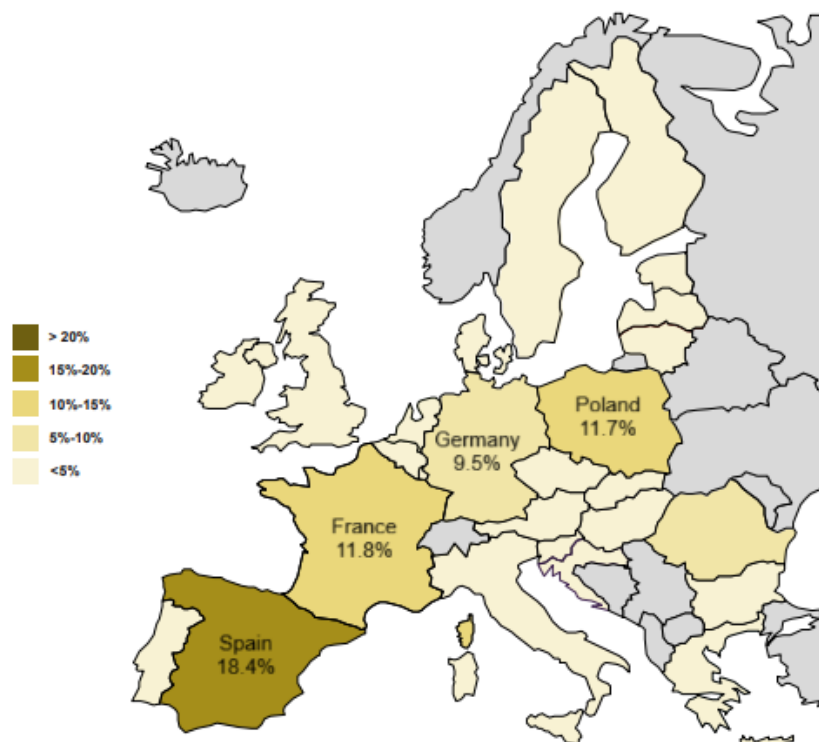 > 20%
15%-20%
10%-15%
5%-10%
<5%
Poland
11.7%
Germany
9.5%
France
11.8%
Spain
18.4%